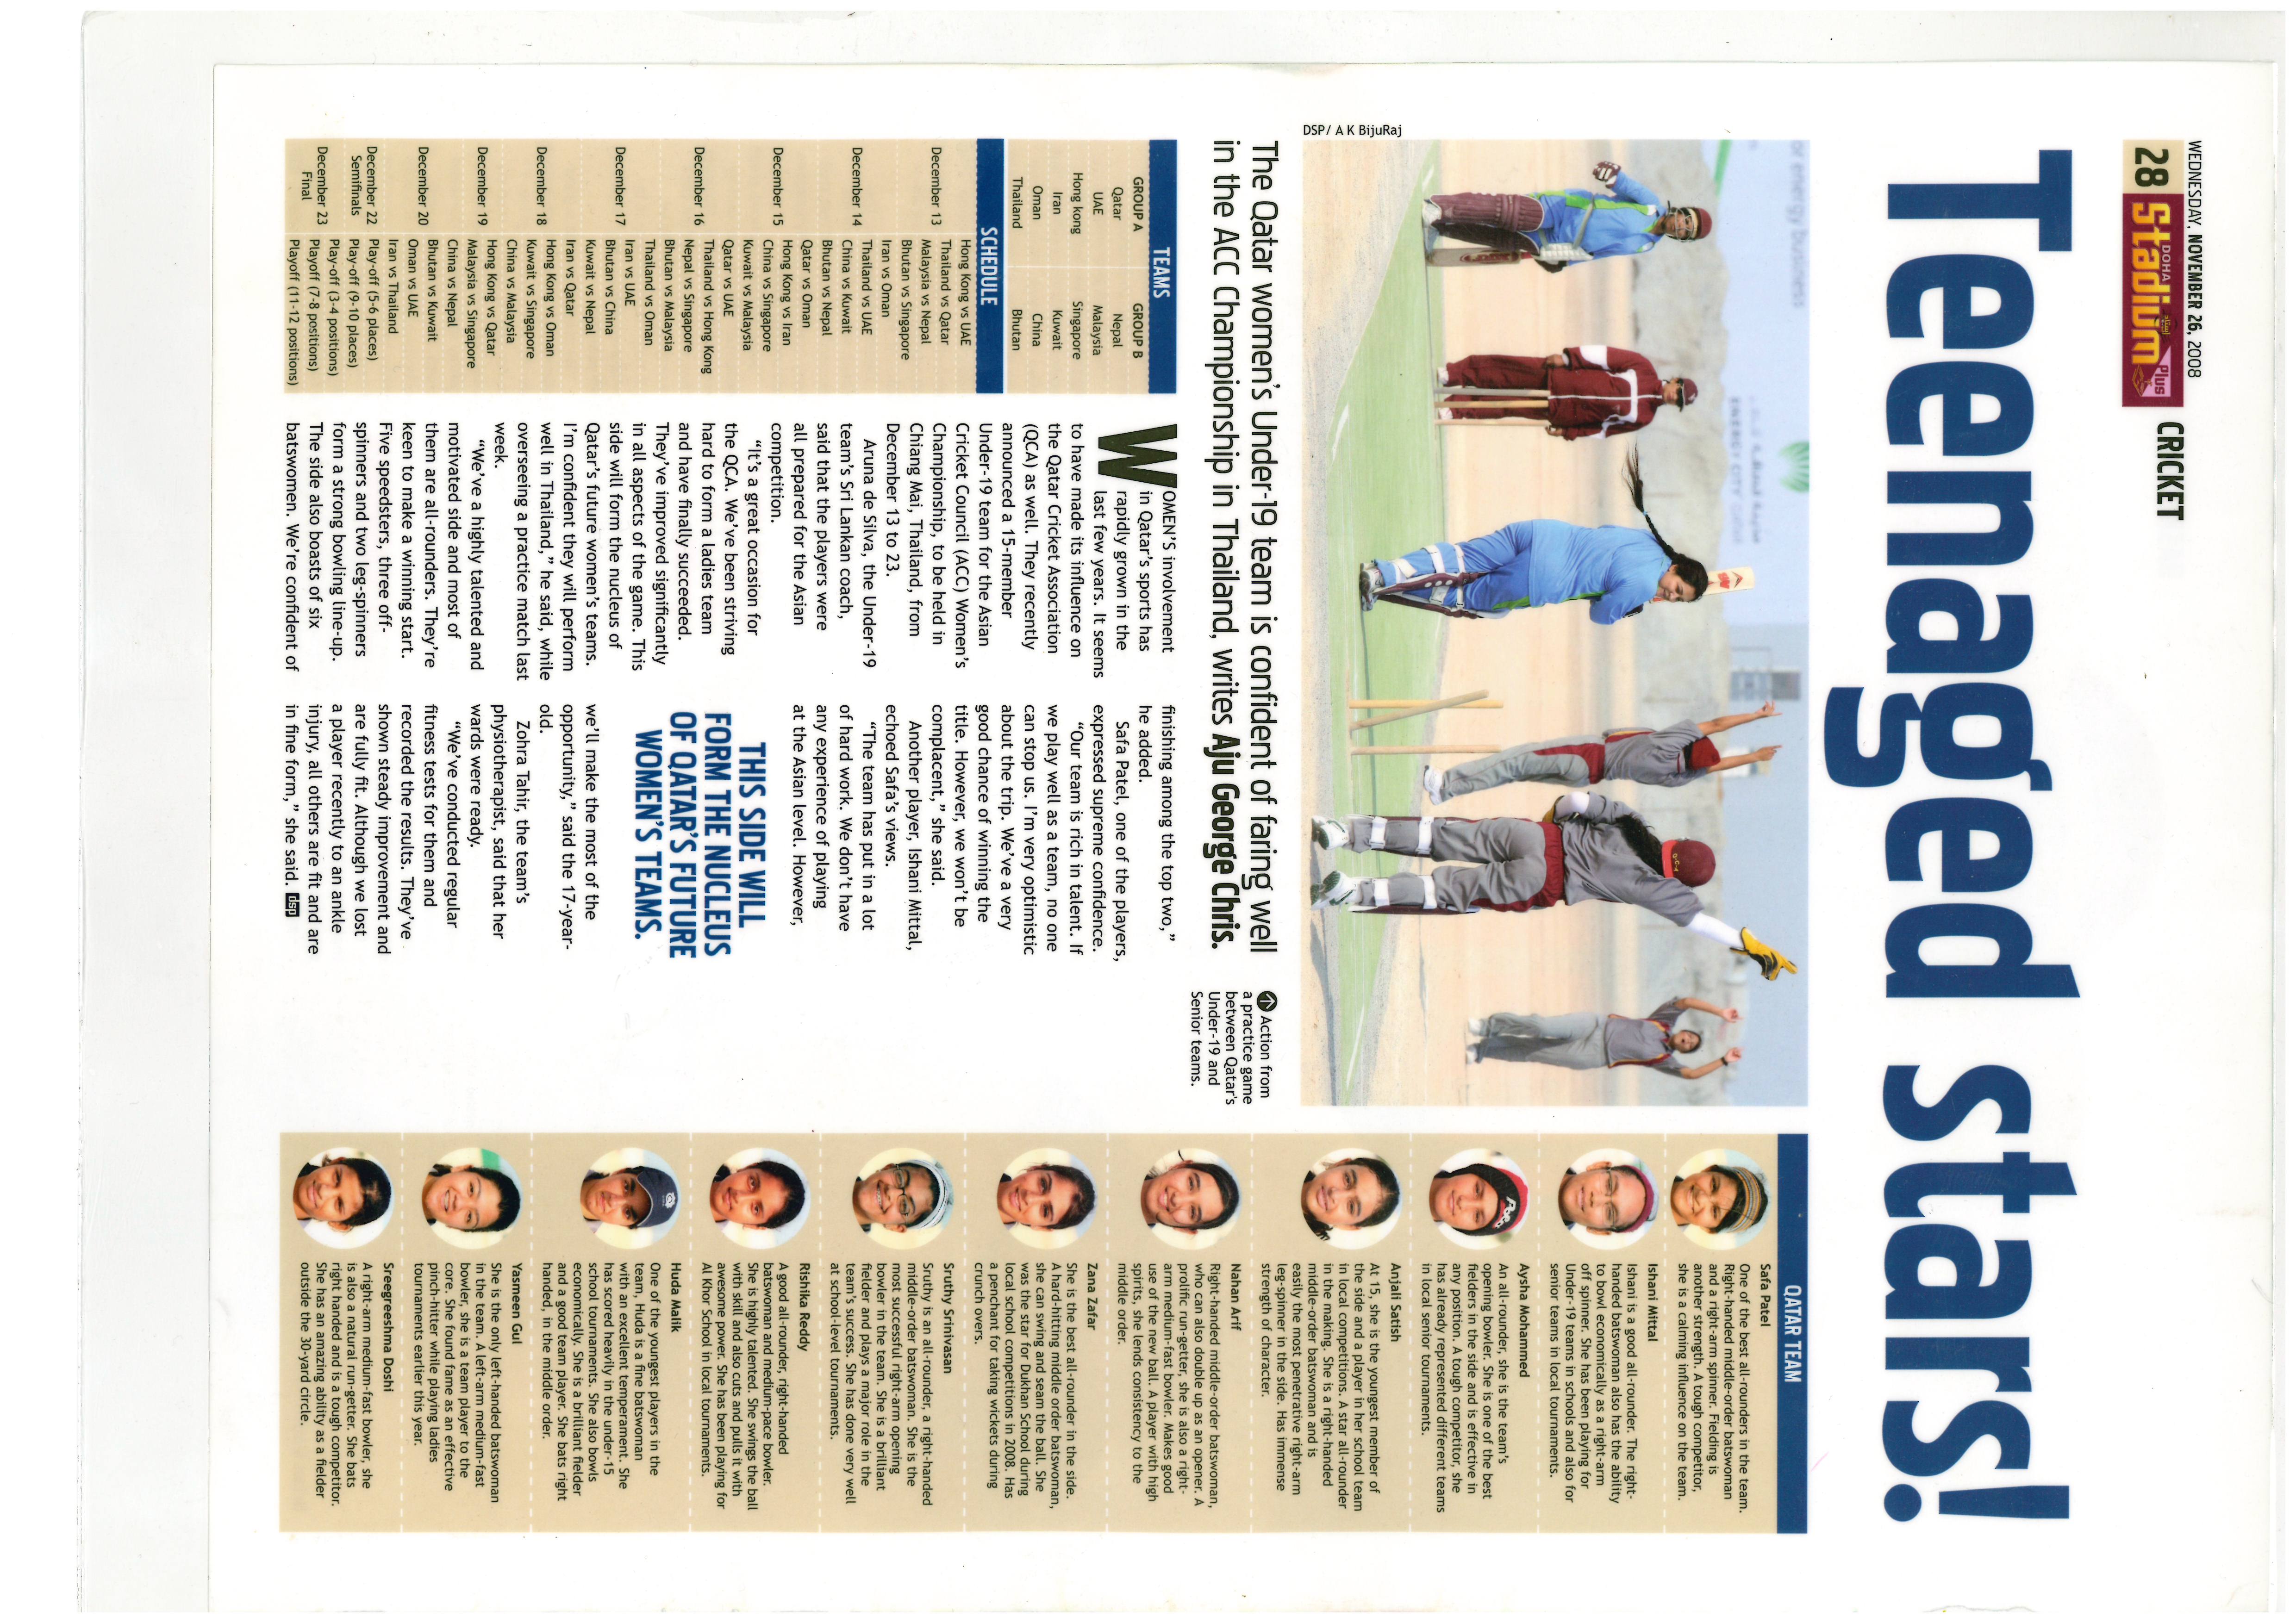 WEDNESDAY, NOVEMBER 26, 2008
28
DOHA
Stadium
Plus
CRICKET
Teenaged stars!
or energy business
ENERGY CITY QATAR
Q-C-A
DSP/ A K BijuRaj
The Qatar women's Under-19 team is confident of faring well
in the ACC Championship in Thailand, writes Aju George Chris.
Action from
a practice game
between Qatar's
Under-19 and
Senior teams.
TEAMS
GROUP A GROUP B
Qatar Nepal
UAE Malaysia
Hong kong Singapore
Iran Kuwait
Oman China
Thailand Bhutan
SCHEDULE
December 13
Hong Kong vs UAE
Thailand vs Qatar
Malaysia vs Nepal
Bhutan vs Singapore
December 14
Iran vs Oman
Thailand vs UAE
China vs Kuwait
Bhutan vs Nepal
December 15
Qatar vs Oman
Hong Kong vs Iran
China vs Singapore
Kuwait vs Malaysia
December 16
Qatar vs UAE
Thailand vs Hong Kong
Nepal vs Singapore
Bhutan vs Malaysia
December 17
Thailand vs Oman
Iran vs UAE
Bhutan vs China
Kuwait vs Nepal
December 18
Iran vs Qatar
Hong Kong vs Oman
Kuwait vs Singapore
China vs Malaysia
December 19
Hong Kong vs Qatar
Malaysia vs Singapore
December 20
China vs Nepal
Bhutan vs Kuwait
Oman vs UAE
Iran vs Thailand
December 22
Semifinals
Play-off (5-6 places)
Play-off (9-10 places)
December 23
Final
Play-off (3-4 positions)
Playoff (7-8 positions)
Playoff (11-12 positions)
WOMEN'S involvement
in Qatar's sports has
rapidly grown in the
last few years. It seems
to have made its influence on
the Qatar Cricket Association
(QCA) as well. They recently
announced a 15-member
Under-19 team for the Asian
Cricket Council (ACC) Women's
Championship, to be held in
Chiang Mai, Thailand, from
December 13 to 23.
Aruna de Silva, the Under-19
team's Sri Lankan coach,
said that the players were
all prepared for the Asian
competition.
"It's a great occasion for
the QCA. We've been striving
hard to form a ladies team
and have finally succeeded.
They've improved significantly
in all aspects of the game. This
side will form the nucleus of
Qatar's future women's teams.
I'm confident they will perform
well in Thailand," he said, while
overseeing a practice match last
week.
"We've a highly talented and
motivated side and most of
them are all-rounders. They're
keen to make a winning start.
Five speedsters, three off-
spinners and two leg-spinners
form a strong bowling line-up.
The side also boasts of six
batswomen. We're confident of
finishing among the top two,"
he added.
Safa Patel, one of the players,
expressed supreme confidence.
"Our team is rich in talent. If
we play well as a team, no one
can stop us. I'm very optimistic
about the trip. We've a very
good chance of winning the
title. However, we won't be
complacent," she said.
Another player, Ishani Mittal,
echoed Safa's views.
"The team has put in a lot
of hard work. We don't have
any experience of playing
at the Asian level. However,
THIS SIDE WILL
FORM THE NUCLEUS
OF QATAR'S FUTURE
WOMEN'S TEAMS.
we'll make the most of the
opportunity," said the 17-year-
old.
Zohra Tahir, the team's
physiotherapist, said that her
wards were ready.
"We've conducted regular
fitness tests for them and
recorded the results. They've
shown steady improvement and
are fully fit. Although we lost
a player recently to an ankle
injury, all others are fit and are
in fine form," she said. dsp
QATAR TEAM
Safa Patel
One of the best all-rounders in the team.
Right-handed middle-order batswoman
and a right-arm spinner. Fielding is
another strength. A tough competitor,
she is a calming influence on the team.
Ishani Mittal
Ishani is a good all-rounder. The right-
handed batswoman also has the ability
to bowl economically as a right-arm
off spinner. She has been playing for
Under-19 teams in schools and also for
senior teams in local tournaments.
Aysha Mohammed
An all-rounder, she is the team's
opening bowler. She is one of the best
fielders in the side and is effective in
any position. A tough competitor, she
has already represented different teams
in local senior tournaments.
Anjali Satish
At 15, she is the youngest member of
the side and a player in her school team
in local competitions. A star all-rounder
in the making. She is a right-handed
middle-order batswoman and is
easily the most penetrative right-arm
leg-spinner in the side. Has immense
strength of character.
Nahan Arif
Right-handed middle-order batswoman,
who can also double up as an opener. A
prolific run-getter, she is also a right-
arm medium-fast bowler. Makes good
use of the new ball. A player with high
spirits, she lends consistency to the
middle order.
Zana Zafar
She is the best all-rounder in the side.
A hard-hitting middle order batswoman,
she can swing and seam the ball. She
was the star for Dukhan School during
local school competitions in 2008. Has
a penchant for taking wickets during
crunch overs.
Sruthy Srinivasan
Sruthy is an all-rounder, a right-handed
middle-order batswoman. She is the
most successful right-arm opening
bowler in the team. She is a brilliant
fielder and plays a major role in the
team's success. She has done very well
at school-level tournaments.
Rishika Reddy
A good all-rounder, right-handed
batswoman and medium-pace bowler.
She is highly talented. She swings the ball
with skill and also cuts and pulls it with
awesome power. She has been playing for
Al Khor School in local tournaments.
Huda Malik
One of the youngest players in the
team, Huda is a fine batswoman
with an excellent temperament. She
has scored heavily in the under-15
school tournaments. She also bowls
economically. She is a brilliant fielder
and a good team player. She bats right
handed, in the middle order.
Yasmeen Gul
She is the only left-handed batswoman
in the team. A left-arm medium-fast
bowler, she is a team player to the
core. She found fame as an effective
pinch-hitter while playing ladies
tournaments earlier this year.
Sreegreeshma Doshi
A right-arm medium-fast bowler, she
is also a natural run-getter. She bats
right handed and is a tough competitor.
She has an amazing ability as a fielder
outside the 30-yard circle.